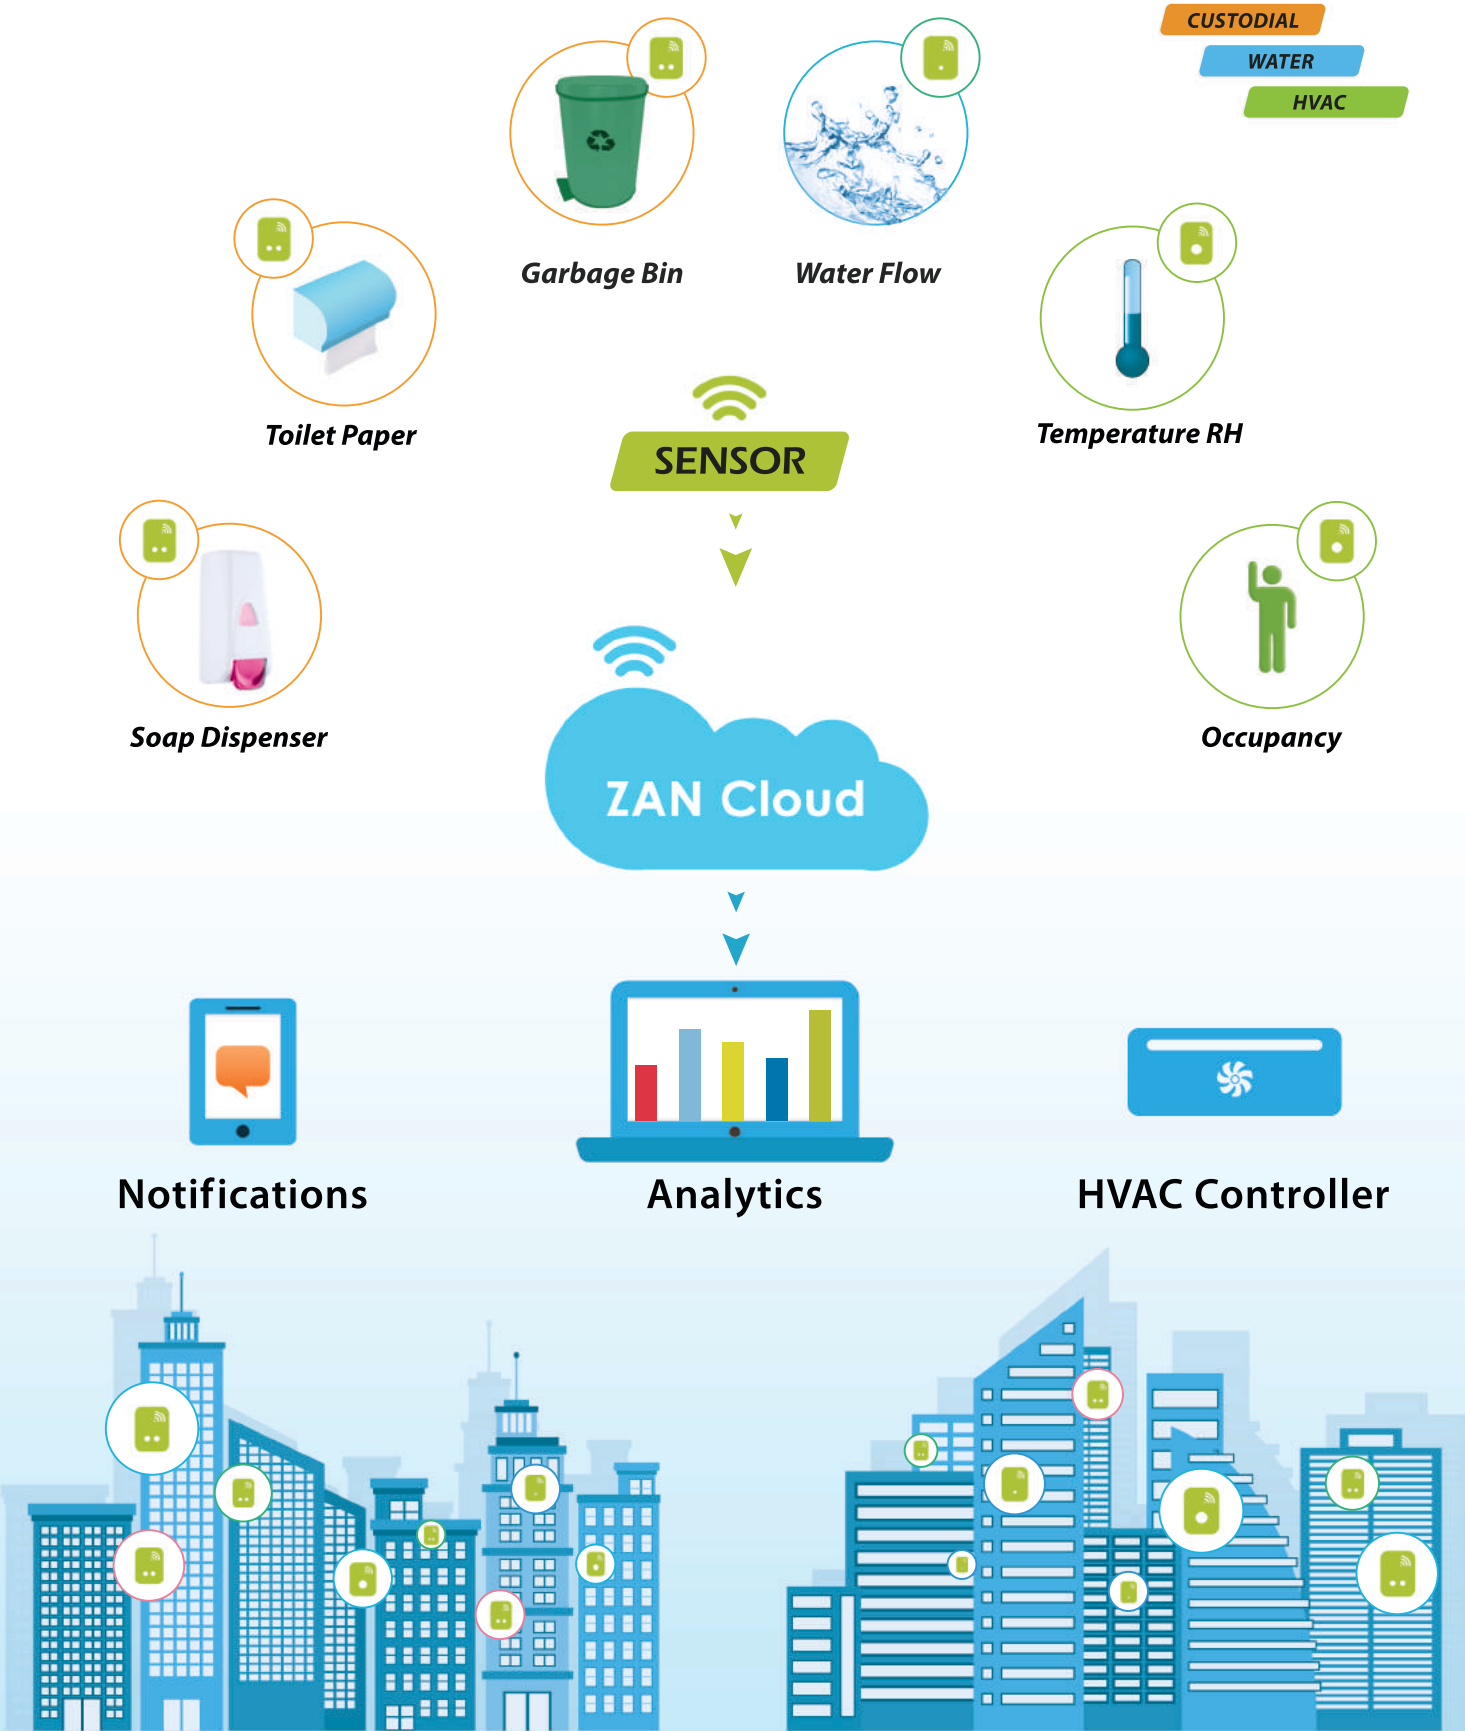 CUSTODIAL
WATER
HVAC
Garbage Bin
Water Flow
Toilet Paper
Temperature RH
SENSOR
Soap Dispenser
Occupancy
ZAN Cloud
Notifications
Analytics
HVAC Controller